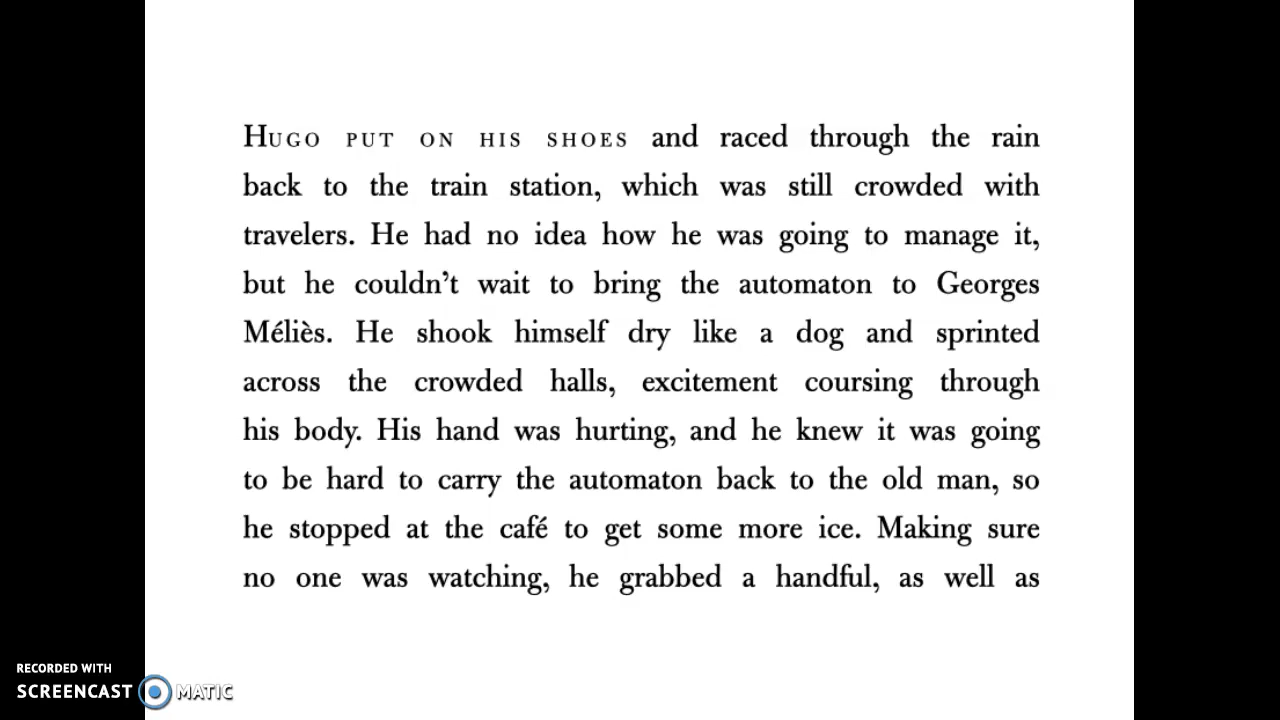 HUGO PUT ON HIS SHOES and raced through the rain
back to the train station, which was still crowded with
travelers. He had no idea how he was going to manage it,
but he couldn’t wait to bring the automaton to Georges
Méliès. He shook himself dry like a dog and sprinted
across the crowded halls, excitement coursing through
his body. His hand was hurting, and he knew it was going
to be hard to carry the automaton back to the old man, so
he stopped at the café to get some more ice. Making sure
no one was watching, he grabbed a handful, as well as
RECORDED WITH
SCREENCAST MATIC